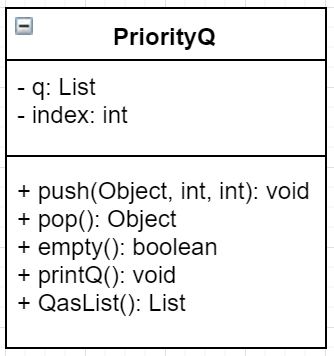 PriorityQ
- q: List
- index: int
+ push(Object, int, int): void
+ pop(): Object
+ empty(): boolean
+ printQ(): void
+ QasList(): List